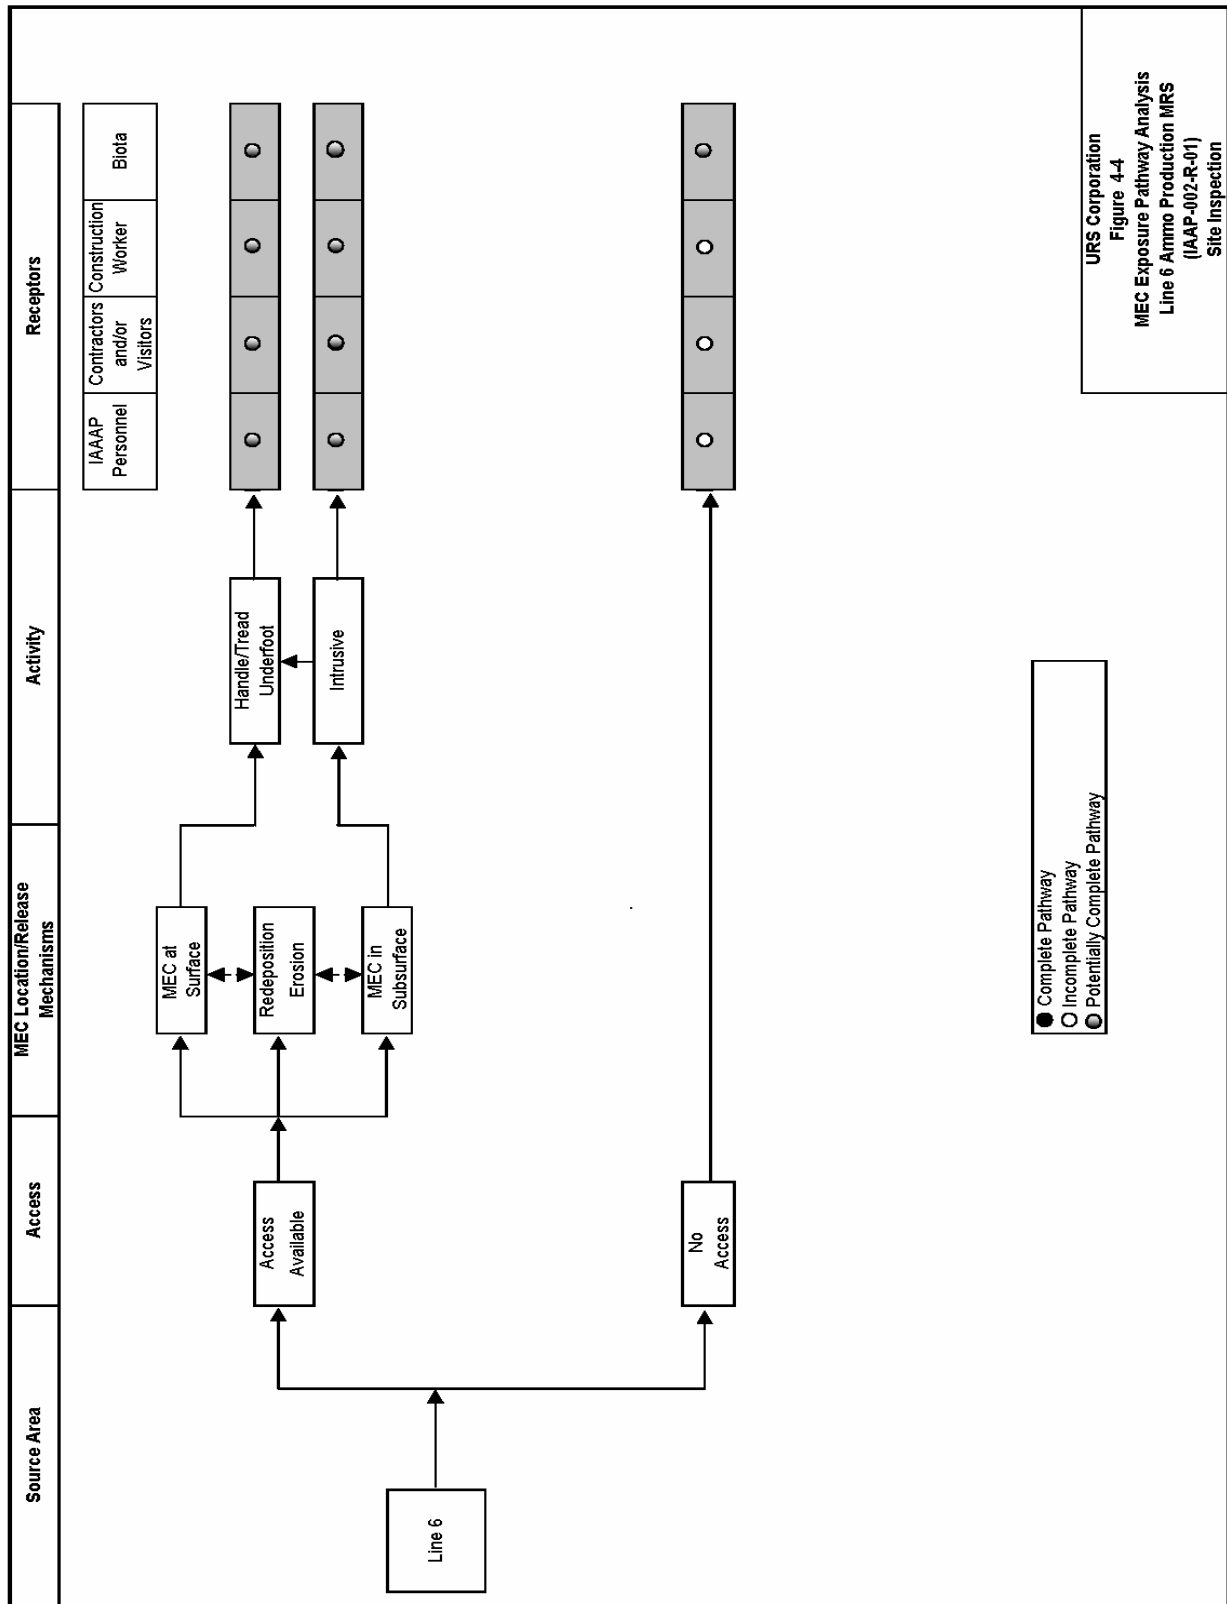 Source Area
Access
MEC Location/Release
Mechanisms
Activity
Receptors
IAAAP
Personnel
Contractors
and/or
Visitors
Construction
Worker
Biota
Line 6
Access
Available
No
Access
MEC at
Surface
Redeposition
Erosion
MEC in
Subsurface
Handle/Tread
Underfoot
Intrusive
Complete Pathway
Incomplete Pathway
Potentially Complete Pathway
URS Corporation
Figure 4-4
MEC Exposure Pathway Analysis
Line 6 Ammo Production MRS
(IAAP-002-R-01)
Site Inspection